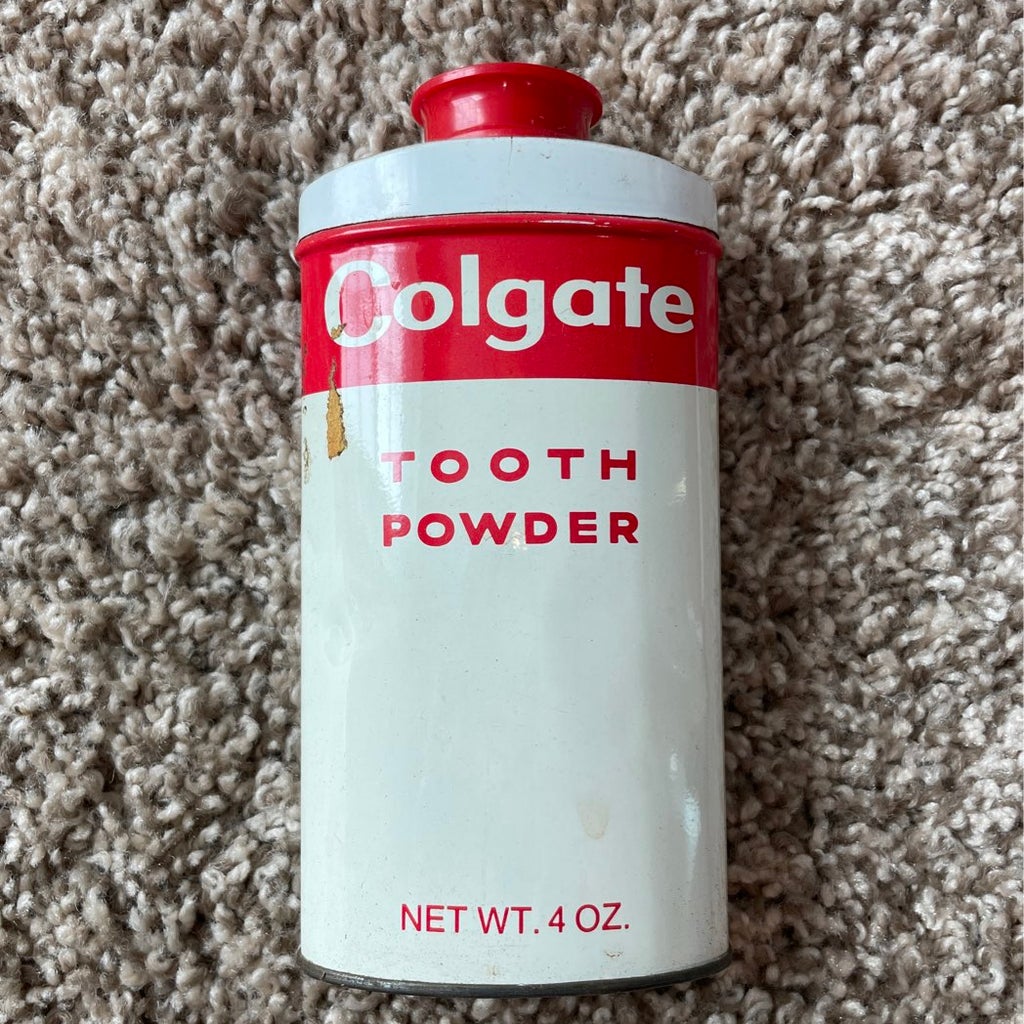 Colgate
TOOTH
POWDER
NET WT. 4 OZ.